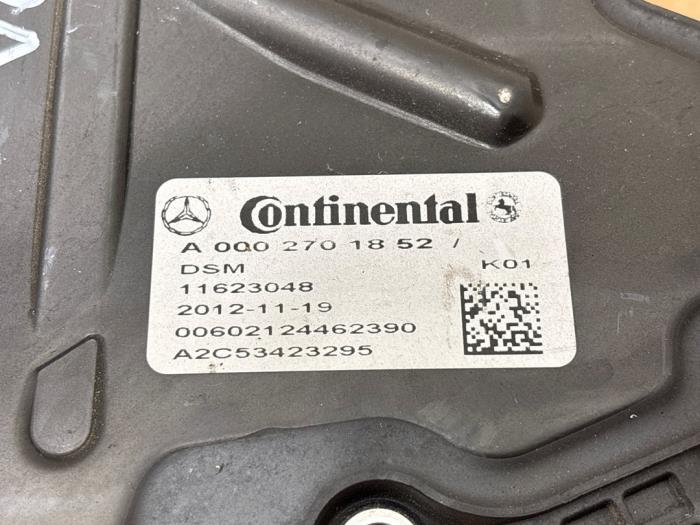 Continental
A 000 270 18 52 /
DSM K01
11623048
2012-11-19
00602124462390
A2C53423295